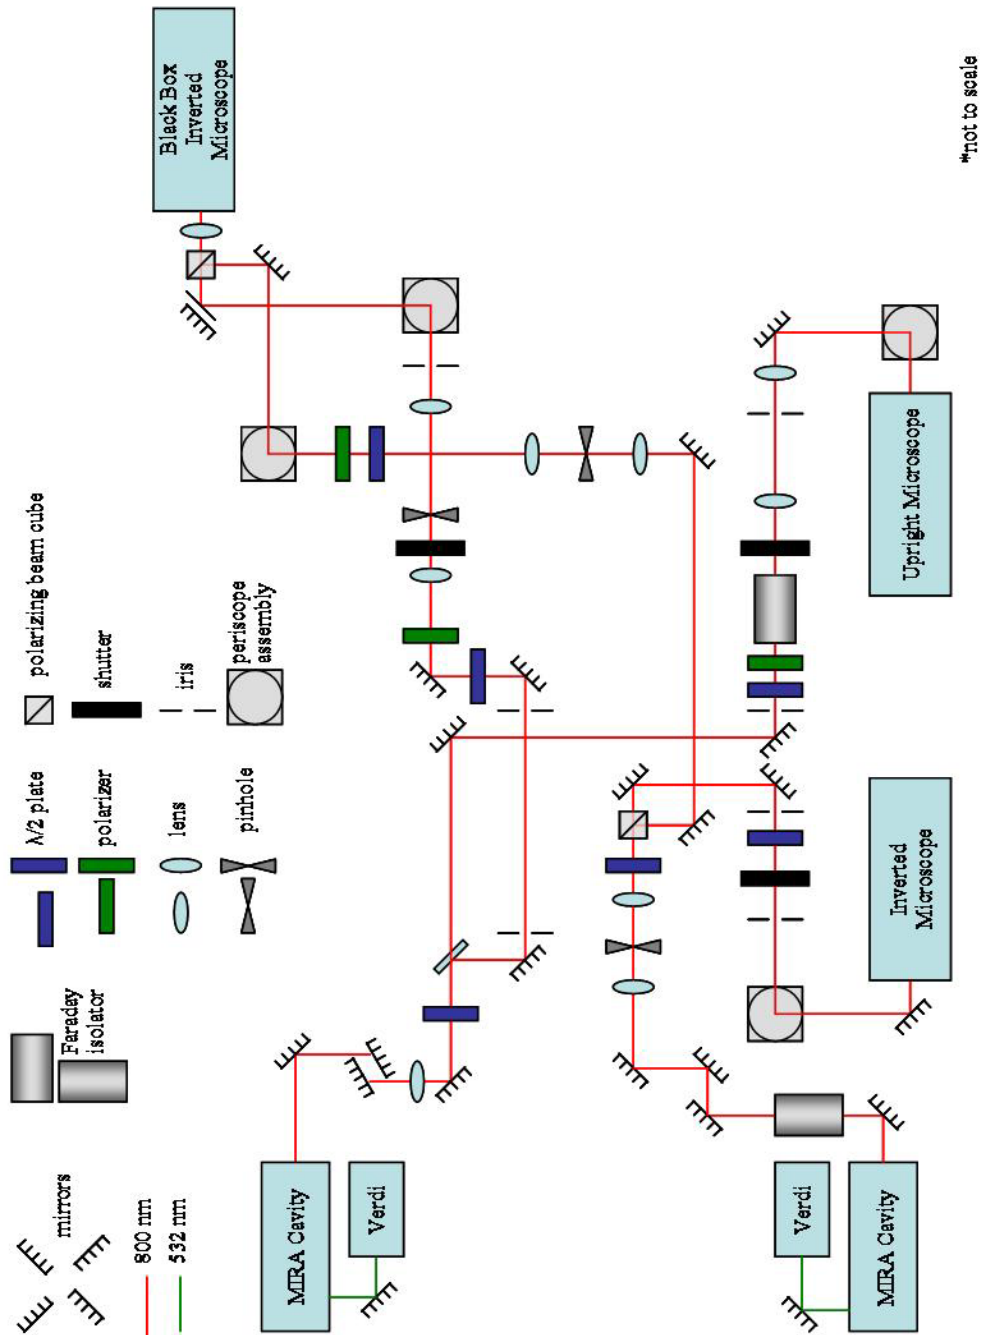 mirrors
800 nm
532 nm
Faraday
isolator
λ/2 plate
polarizer
lens
pinhole
polarizing beam cube
shutter
iris
periscope
assembly
MIRA Cavity
Verdi
Black Box
Inverted
Microscope
Verdi
MIRA Cavity
Inverted
Microscope
Upright Microscope
*not to scale